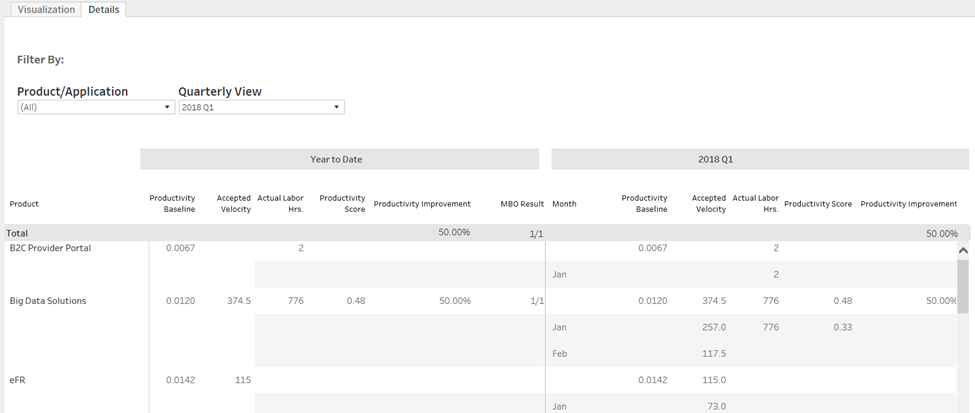 Visualization Details
Filter By:
Product/Application Quarterly View
(All) 2018 Q1
Year to Date 2018 Q1
Productivity Accepted Actual Labor Productivity Productivity Accepted Actual Labor
Product Productivity Improvement MBO Result Month Productivity Score Productivity Improvement
Baseline Velocity Hrs. Score Baseline Velocity Hrs.
Total 50.00% 1/1 50.00%
B2C Provider Portal 0.0067 2 0.0067 2
Jan 2
Big Data Solutions 0.0120 374.5 776 0.48 50.00% 1/1 0.0120 374.5 776 0.48 50.00%
Jan 257.0 776 0.33
Feb 117.5
eFR 0.0142 115 0.0142 115.0
Jan 73.0